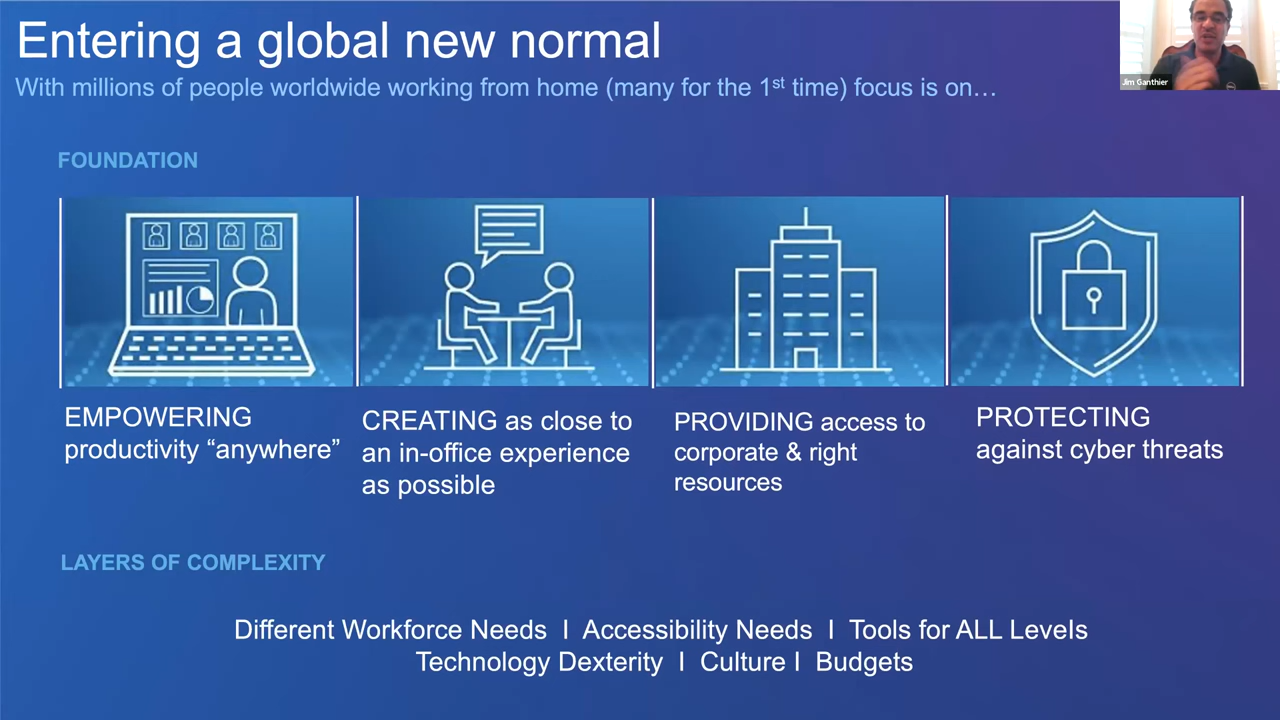 Entering a global new normal
With millions of people worldwide working from home (many for the 1st time) focus is on…
Jim Ganthier
FOUNDATION
EMPOWERING
productivity “anywhere”
CREATING as close to
an in-office experience
as possible
PROVIDING access to
corporate & right
resources
PROTECTING
against cyber threats
LAYERS OF COMPLEXITY
Different Workforce Needs I Accessibility Needs I Tools for ALL Levels
Technology Dexterity I Culture I Budgets